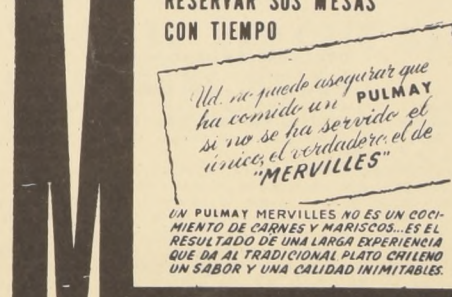 RESERVAR SUS MESAS
CON TIEMPO
Ud. no puede asegurar que
ha comido un PULMAY
si no se ha servido el
único, el verdadero, el de
"MERVILLES"
UN PULMAY MERVILLES NO ES UN COCI-
MIENTO DE CARNES Y MARISCOS...ES EL
RESULTADO DE UNA LARGA EXPERIENCIA
QUE DA AL TRADICIONAL PLATO CHILENO
UN SABOR Y UNA CALIDAD INIMITABLES.
M